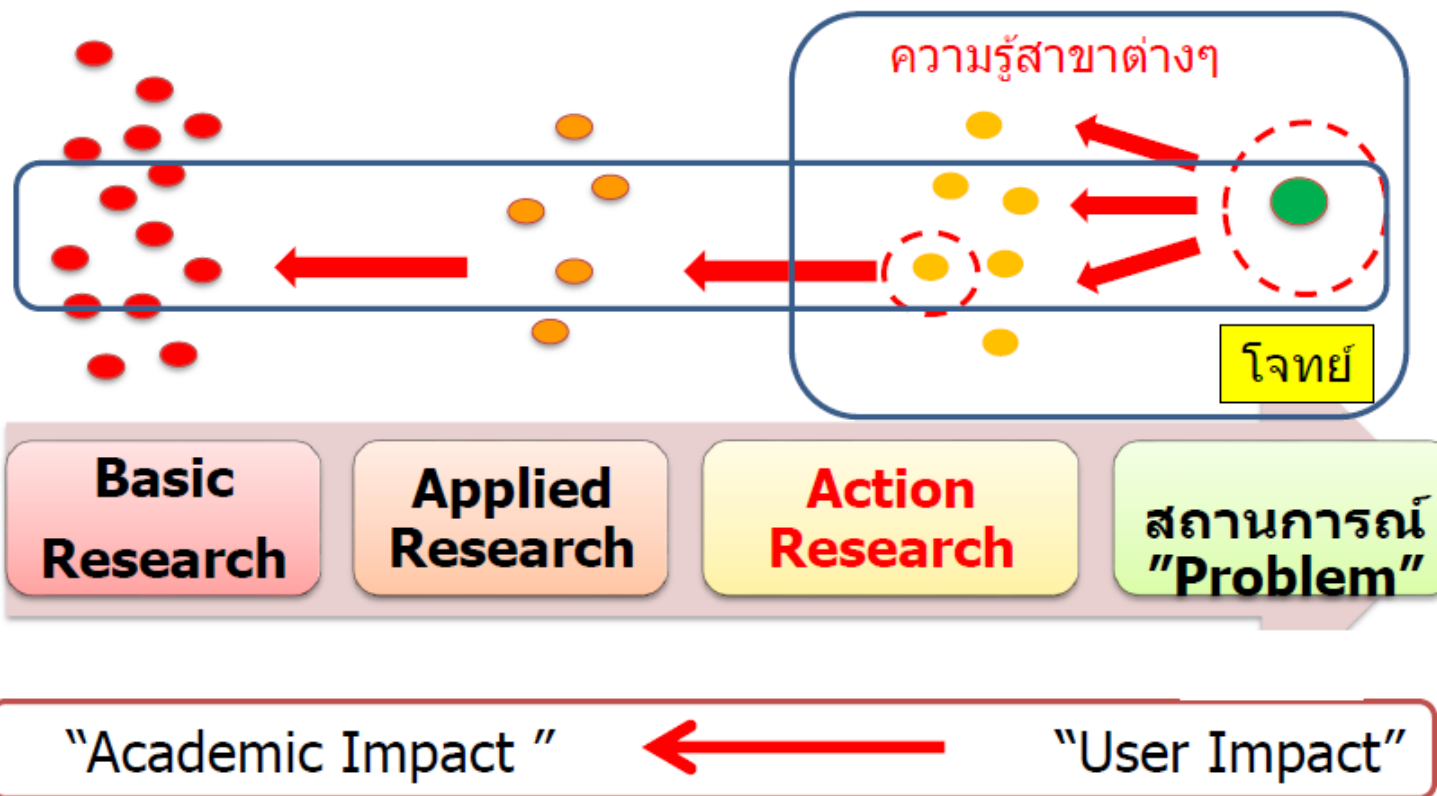 ความรู้สาขาต่างๆ
โจทย์
Basic
Research
Applied
Research
Action
Research
สถานการณ์
”Problem”
“Academic Impact ”
“User Impact”